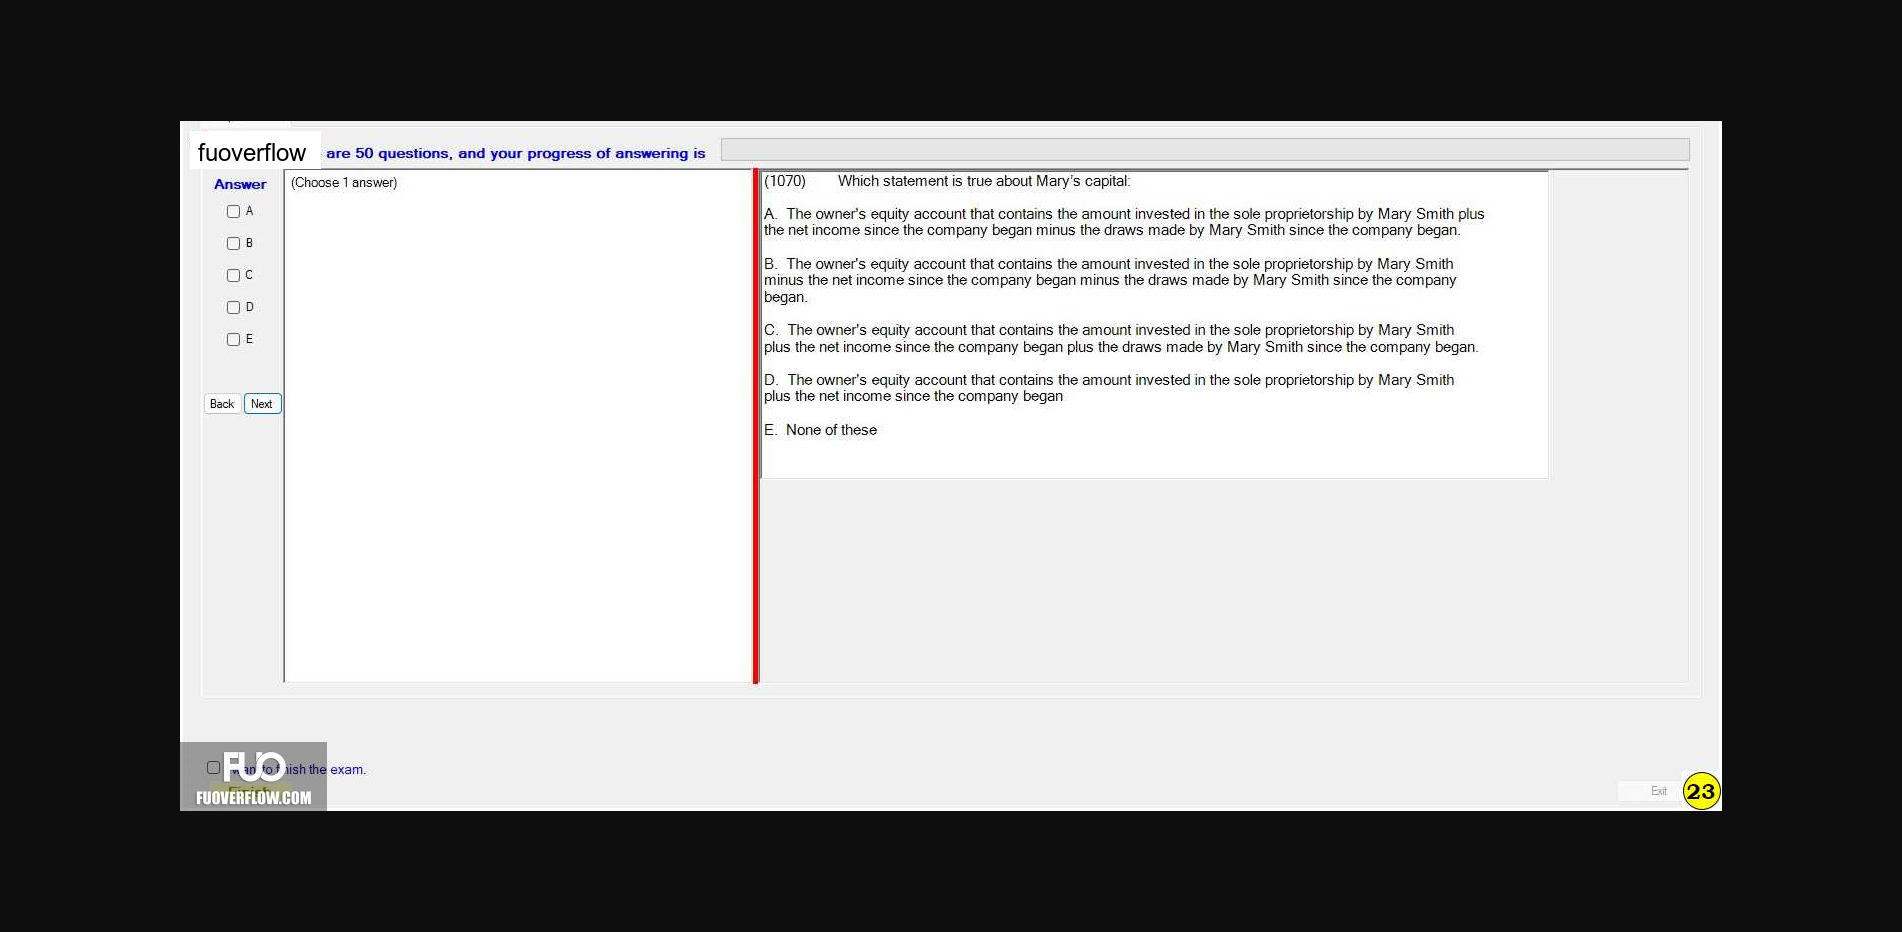 fuoverflow are 50 questions, and your progress of answering is
Answer
A
B
C
D
E
Back Next
(Choose 1 answer)
(1070) Which statement is true about Mary's capital:
A. The owner's equity account that contains the amount invested in the sole proprietorship by Mary Smith plus
the net income since the company began minus the draws made by Mary Smith since the company began.
B. The owner's equity account that contains the amount invested in the sole proprietorship by Mary Smith
minus the net income since the company began minus the draws made by Mary Smith since the company
began.
C. The owner's equity account that contains the amount invested in the sole proprietorship by Mary Smith
plus the net income since the company began plus the draws made by Mary Smith since the company began.
D. The owner's equity account that contains the amount invested in the sole proprietorship by Mary Smith
plus the net income since the company began
E. None of these
FUO
the exam.
FUOVERFLOW.COM
Exit
23